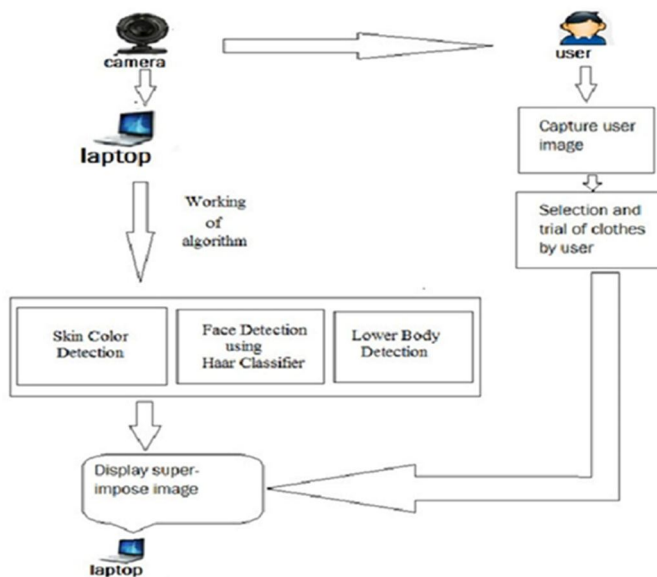 camera
user
laptop
Capture user
image
Working
of
algorithm
Selection and
trial of clothes
by user
Skin Color
Detection
Face Detection
using
Haar Classifier
Lower Body
Detection
Display super-
impose image
laptop